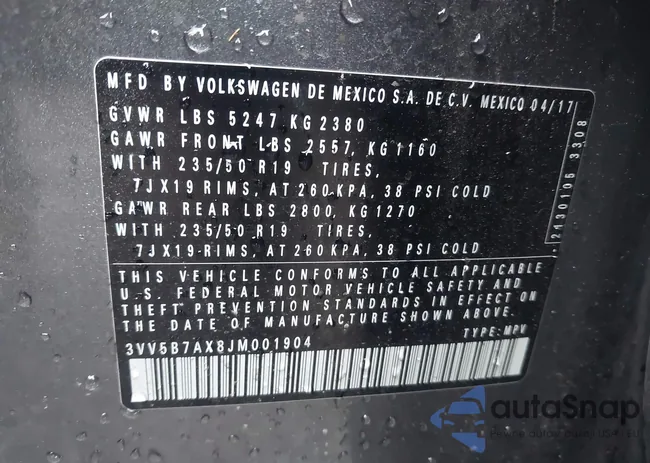 MFD BY VOLKSWAGEN DE MEXICO S.A. DE C.V. MEXICO 04/17
GVWR LBS 5247 KG 2380
GAWR FRONT LBS 2557, KG 1160
WITH 235/50 R19 TIRES,
7JX19 RIMS, AT 260 KPA, 38 PSI COLD
GAWR REAR LBS 2800, KG 1270
WITH 235/50 R19 TIRES,
7JX19 RIMS, AT 260 KPA, 38 PSI COLD
2130105 3308
THIS VEHICLE CONFORMS TO ALL APPLICABLE
U.S. FEDERAL MOTOR VEHICLE SAFETY AND
THEFT PREVENTION STANDARDS IN EFFECT ON
THE DATE OF MANUFACTURE SHOWN ABOVE.
3VV5B7AX8JM001904
TYPE: MPV
autoSnap